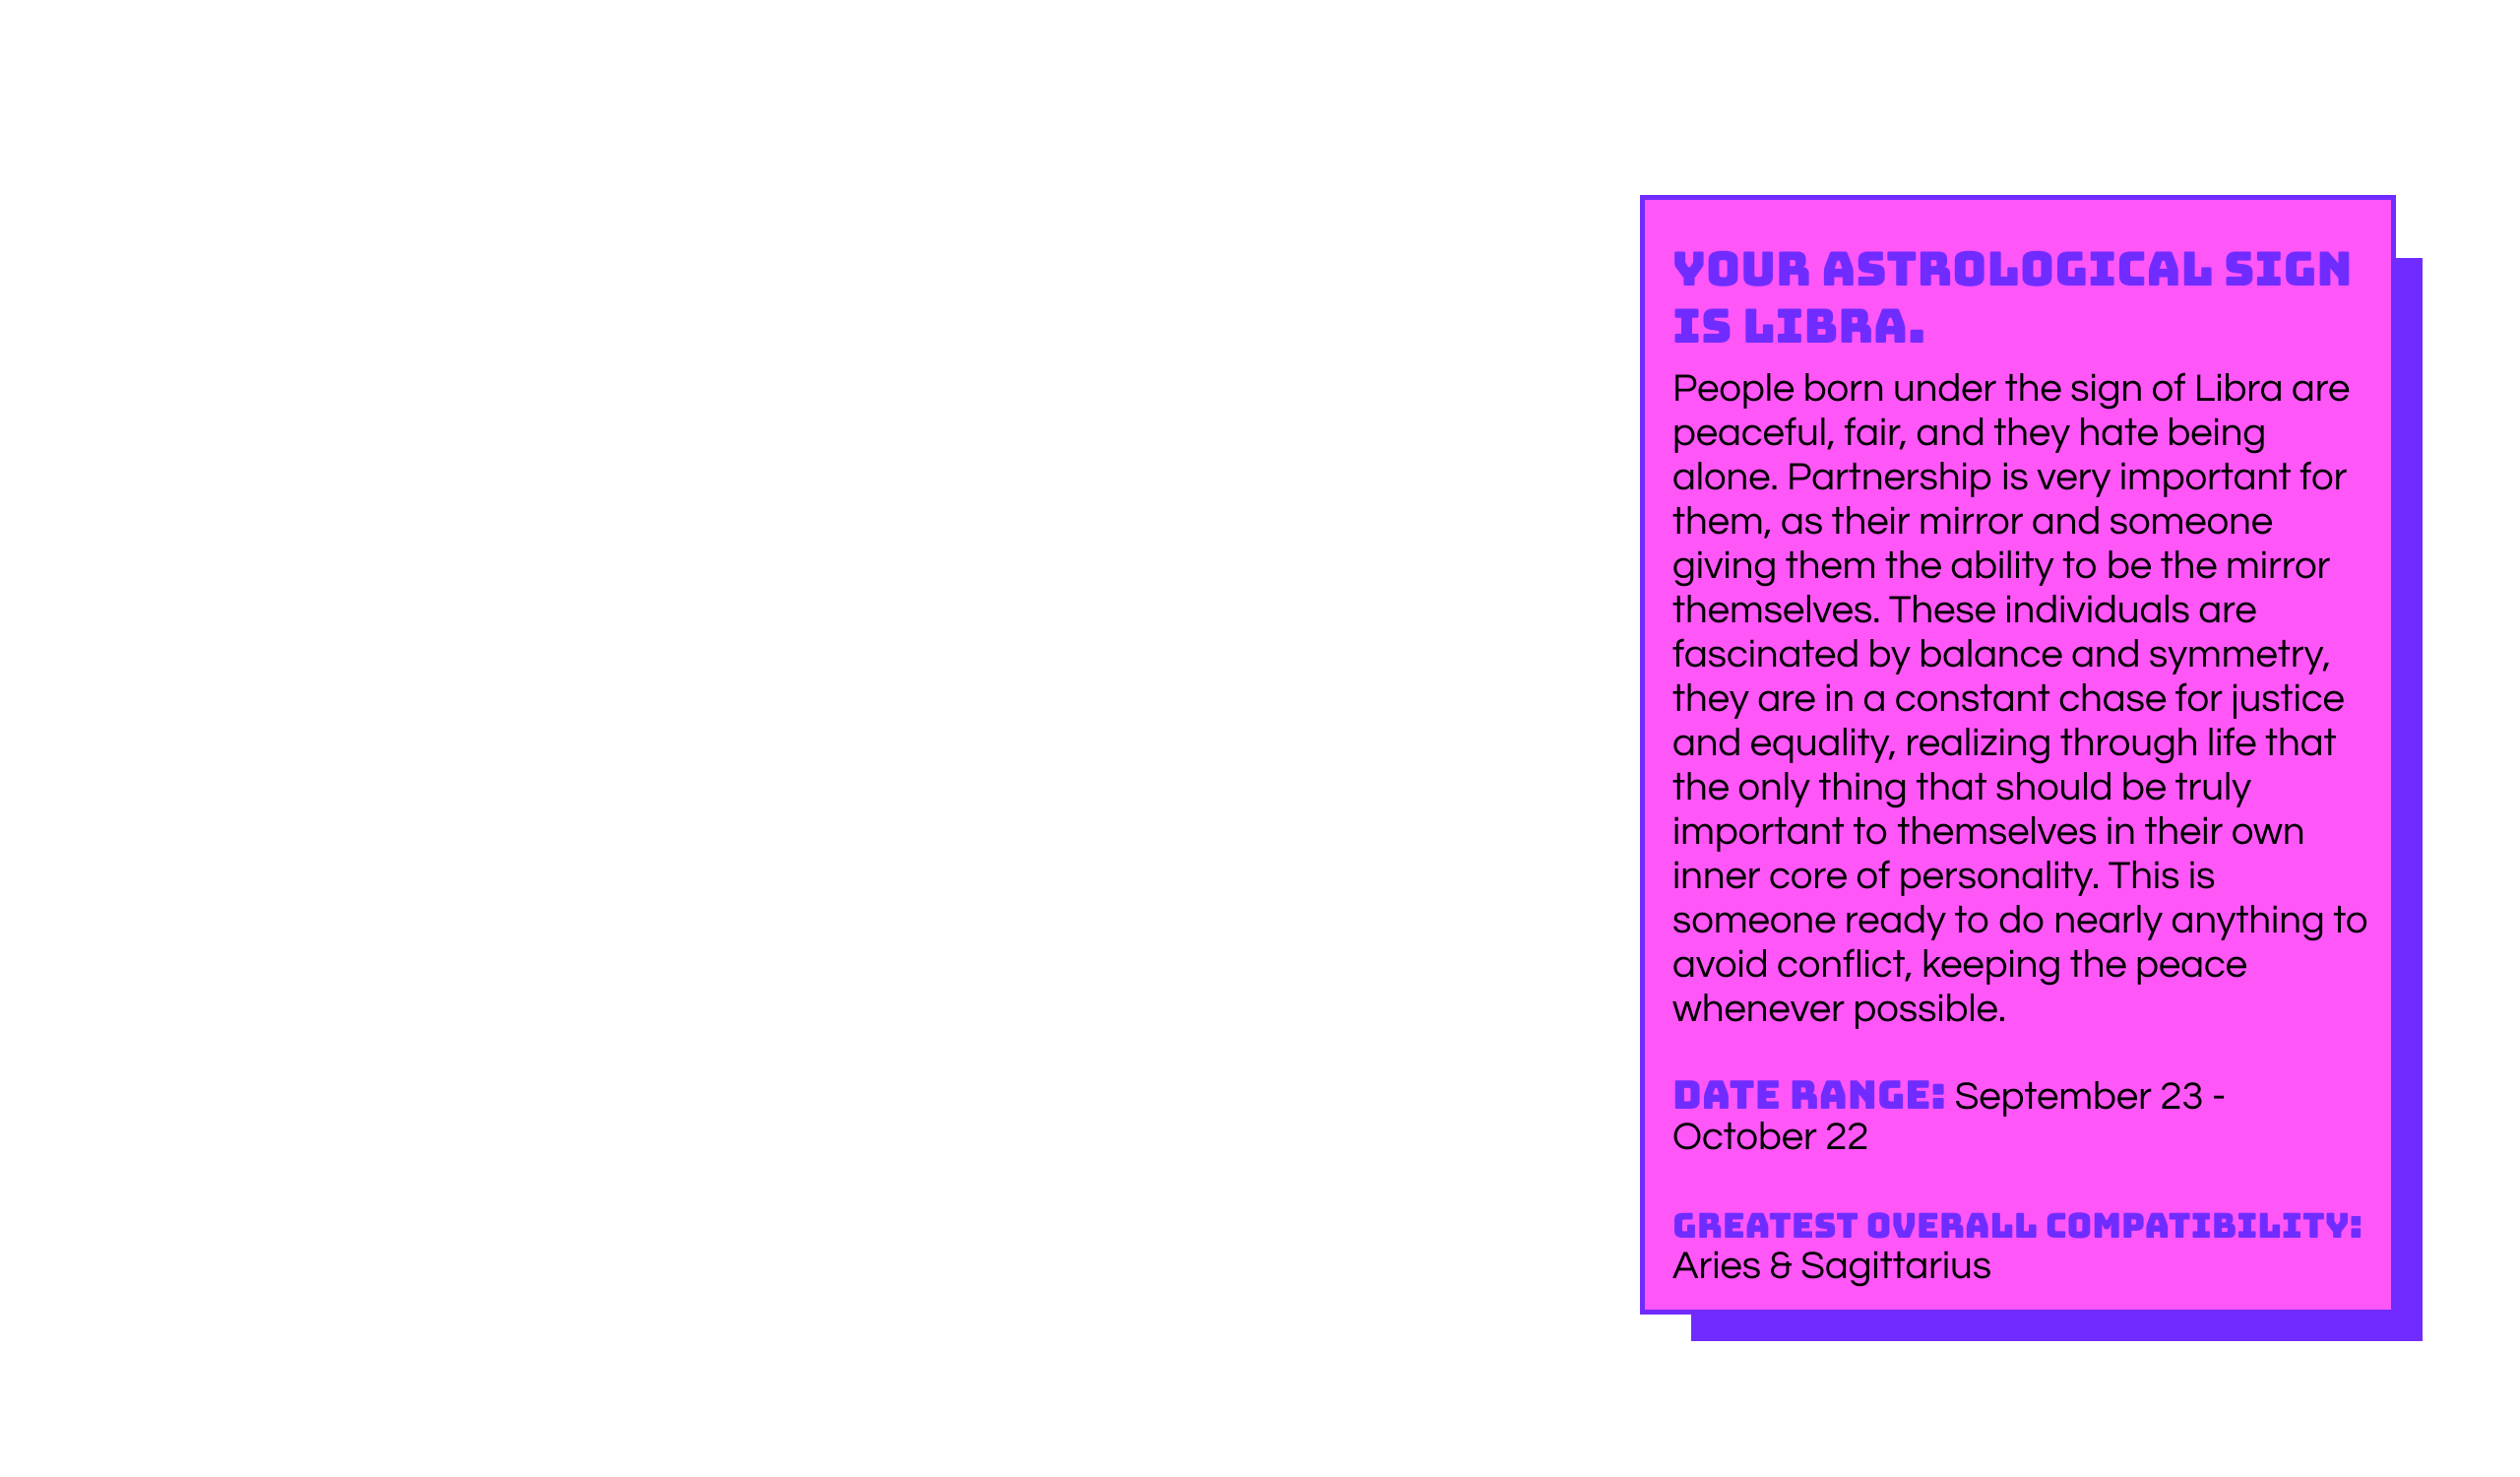 YOUR ASTROLOGICAL SIGN
IS LIBRA.
People born under the sign of Libra are
peaceful, fair, and they hate being
alone. Partnership is very important for
them, as their mirror and someone
giving them the ability to be the mirror
themselves. These individuals are
fascinated by balance and symmetry,
they are in a constant chase for justice
and equality, realizing through life that
the only thing that should be truly
important to themselves in their own
inner core of personality. This is
someone ready to do nearly anything to
avoid conflict, keeping the peace
whenever possible.
DATE RANGE: September 23 -
October 22
GREATEST OVERALL COMPATIBILITY:
Aries & Sagittarius